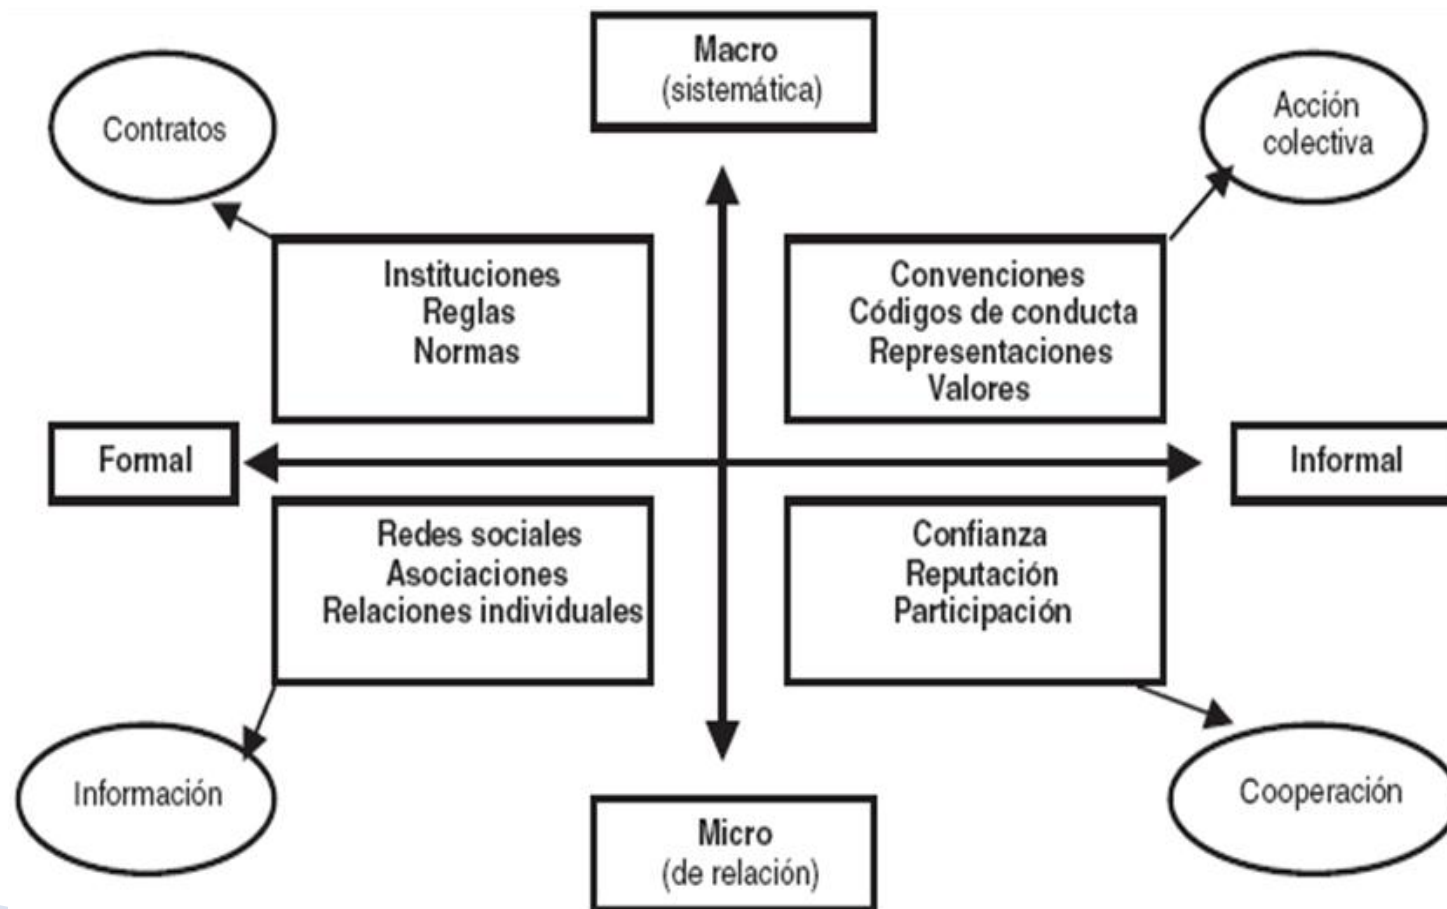 Macro
(sistemática)
Contratos
Acción
colectiva
Instituciones
Reglas
Normas
Convenciones
Códigos de conducta
Representaciones
Valores
Formal
Informal
Redes sociales
Asociaciones
Relaciones individuales
Confianza
Reputación
Participación
Información
Cooperación
Micro
(de relación)